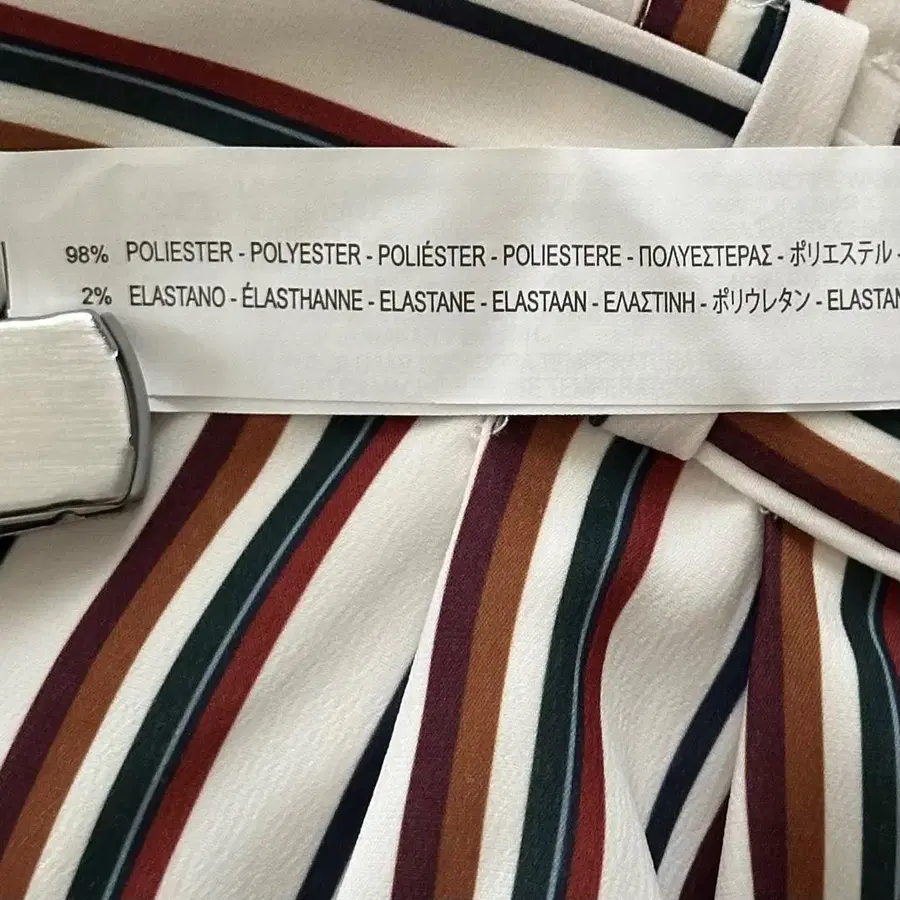 98% POLIESTER - POLYESTER - POLIÉSTER - POLIESTERE - ΠΟΛΥΕΣΤΕΡΑΣ - ポリエステル -
2% ELASTANO - ÉLASTHANNE - ELASTANE - ELASTAAN - ΕΛΑΣΤΙΝΗ - ポリウレタン - ELASTAN